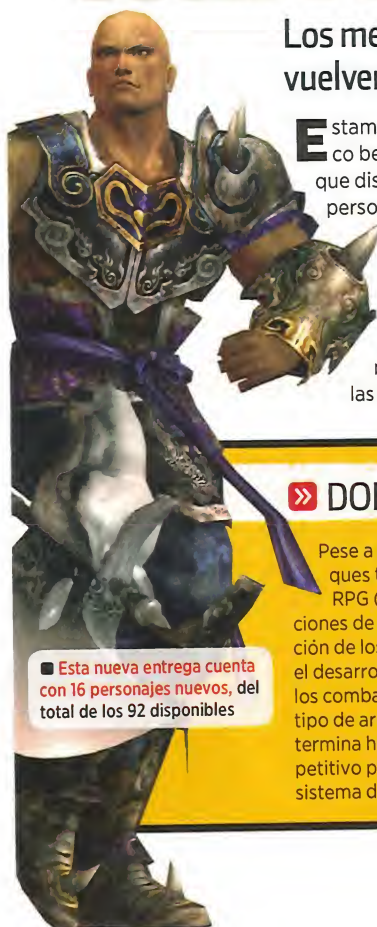 Los me
vuelver
Estam
co be
que dis
perso
las
» DO
Pese a
ques t
RPG (
ciones de
ción de los
el desarro
los comba
tipo de ar
termina h
petitivo p
sistema d
■ Esta nueva entrega cuenta
con 16 personajes nuevos, del
total de los 92 disponibles